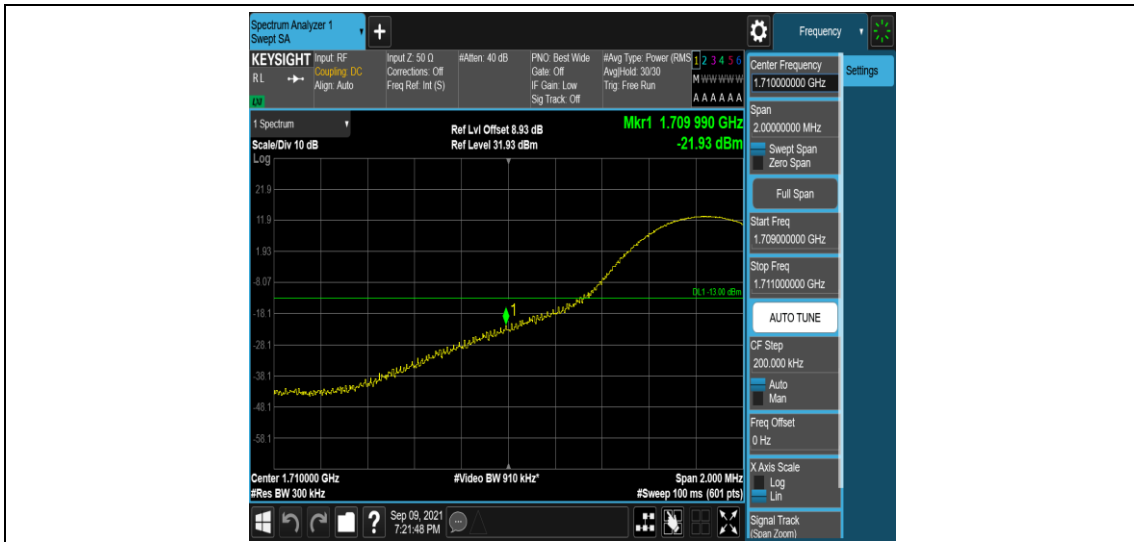 Spectrum Analyzer 1
Swept SA
Frequency
KEYSIGHT
RL
LXI
Input: RF
Coupling: DC
Align: Auto
Input Z: 50 Ω
Corrections: Off
Freq Ref: Int (S)
#Atten: 40 dB
PNO: Best Wide
Gate: Off
IF Gain: Low
Sig Track: Off
#Avg Type: Power (RMS
Avg|Hold: 30/30
Trig: Free Run
1 2 3 4 5 6
M W W W W W
A A A A A A
Center Frequency
1.710000000 GHz
Settings
1 Spectrum
Scale/Div 10 dB
Ref Lvl Offset 8.93 dB
Ref Level 31.93 dBm
Mkr1 1.709 990 GHz
-21.93 dBm
Log
21.9
11.9
1.93
-8.07
-18.1
-28.1
-38.1
-48.1
-58.1
DL1 -13.00 dBm
1
Center 1.710000 GHz
#Res BW 300 kHz
#Video BW 910 kHz*
Span 2.000 MHz
#Sweep 100 ms (601 pts)
Span
2.00000000 MHz
Swept Span
Zero Span
Full Span
Start Freq
1.709000000 GHz
Stop Freq
1.711000000 GHz
AUTO TUNE
CF Step
200.000 kHz
Auto
Man
Freq Offset
0 Hz
X Axis Scale
Log
Lin
Signal Track
(Span Zoom)
?
Sep 09, 2021
7:21:48 PM